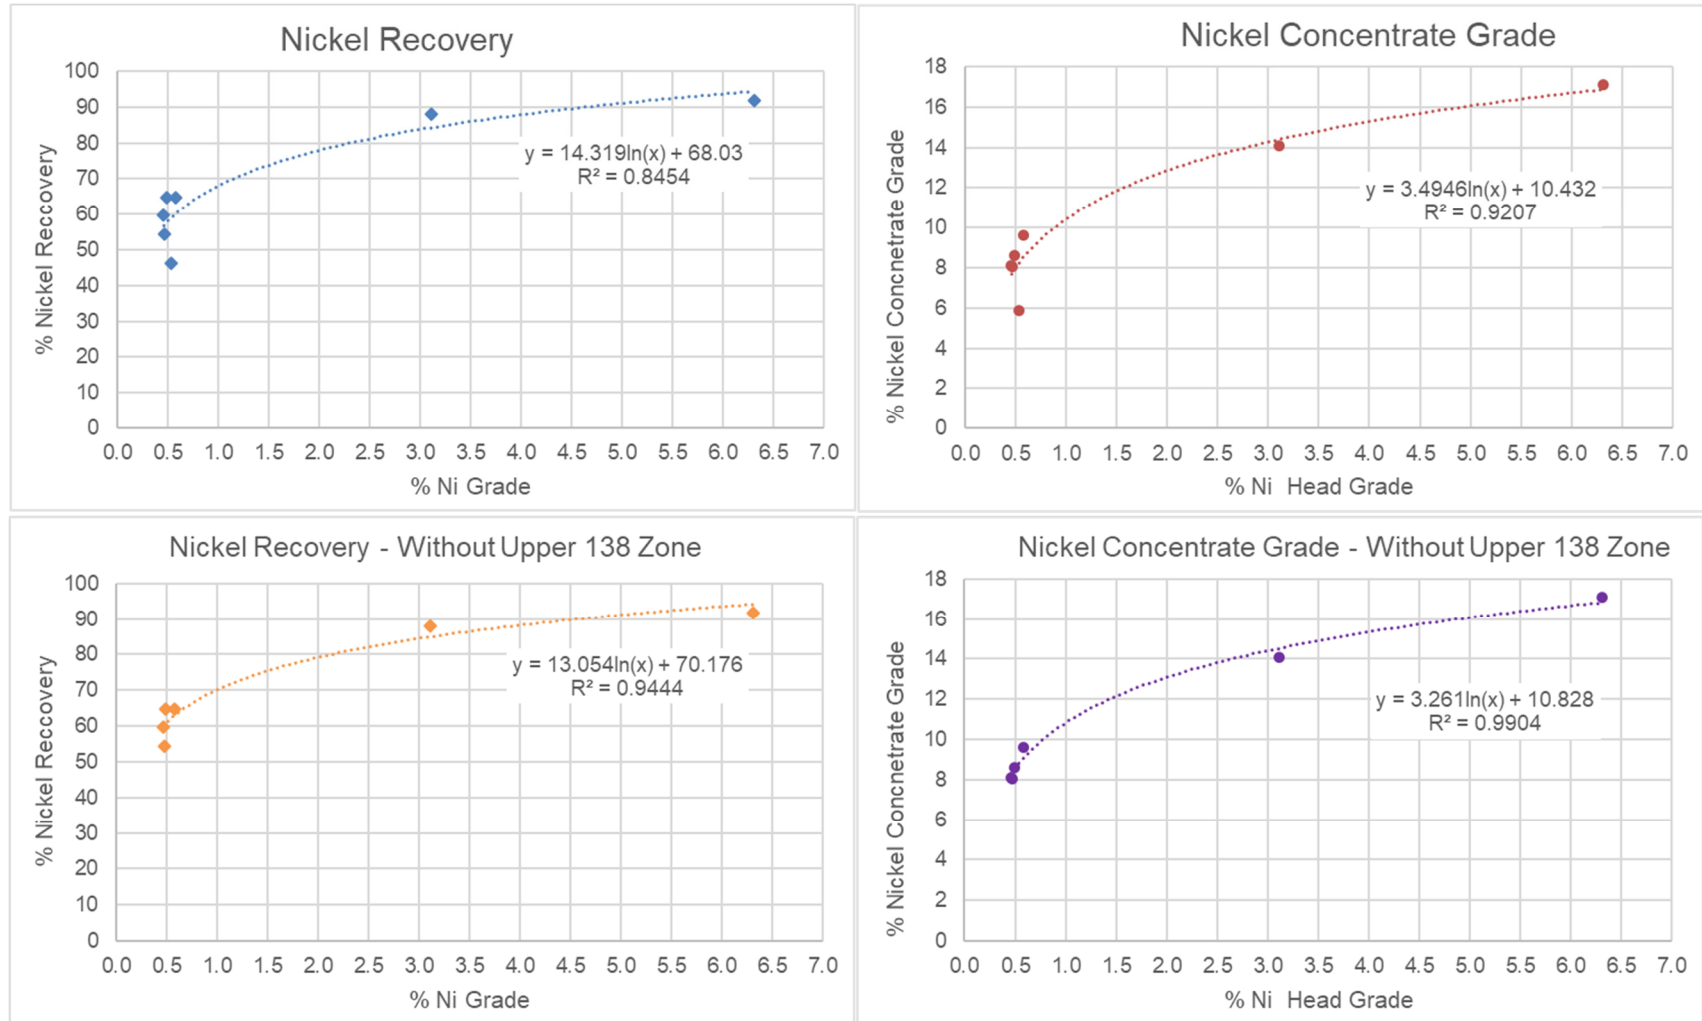 Nickel Recovery
100
90
80
70
60
50
40
30
20
10
0
% Nickel Reccovery
y = 14.319ln(x) + 68.03
R² = 0.8454
0.0 0.5 1.0 1.5 2.0 2.5 3.0 3.5 4.0 4.5 5.0 5.5 6.0 6.5 7.0
% Ni Grade
Nickel Concentrate Grade
18
16
14
12
10
8
6
4
2
0
% Nickel Concnetrate Grade
y = 3.4946ln(x) + 10.432
R² = 0.9207
0.0 0.5 1.0 1.5 2.0 2.5 3.0 3.5 4.0 4.5 5.0 5.5 6.0 6.5 7.0
% Ni Head Grade
Nickel Recovery - Without Upper 138 Zone
100
90
80
70
60
50
40
30
20
10
0
% Nickel Reccovery
y = 13.054ln(x) + 70.176
R² = 0.9444
0.0 0.5 1.0 1.5 2.0 2.5 3.0 3.5 4.0 4.5 5.0 5.5 6.0 6.5 7.0
% Ni Grade
Nickel Concentrate Grade - Without Upper 138 Zone
18
16
14
12
10
8
6
4
2
0
% Nickel Concnetrate Grade
y = 3.261ln(x) + 10.828
R² = 0.9904
0.0 0.5 1.0 1.5 2.0 2.5 3.0 3.5 4.0 4.5 5.0 5.5 6.0 6.5 7.0
% Ni Head Grade